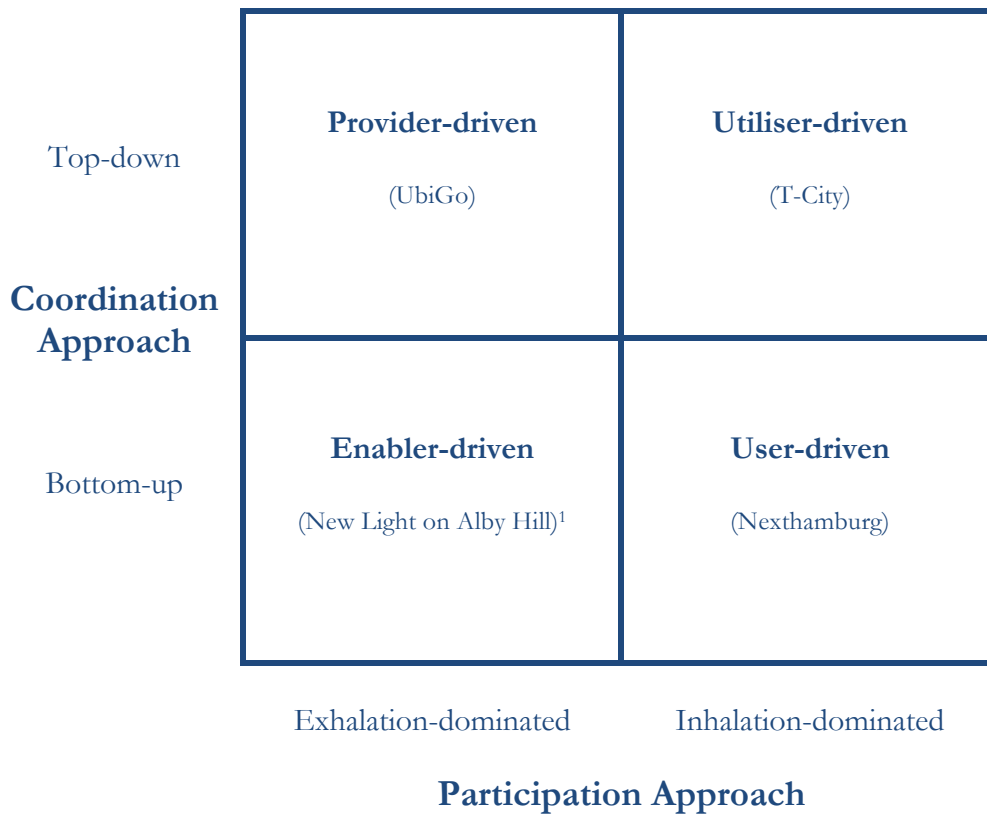 Provider-driven
Utiliser-driven
Top-down
(UbiGo)
(T-City)
Coordination
Approach
Enabler-driven
User-driven
Bottom-up
(New Light on Alby Hill)¹
(Nexthamburg)
Exhalation-dominated
Inhalation-dominated
Participation Approach